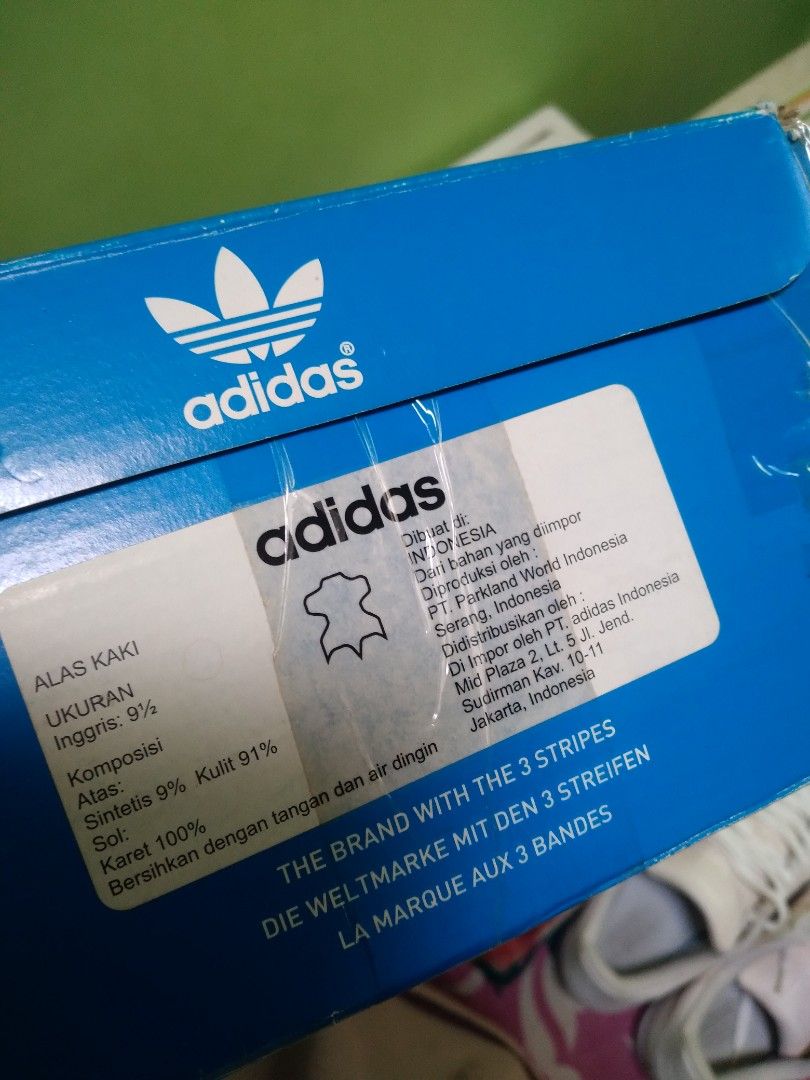 adidas®
adidas
ALAS KAKI
UKURAN
Inggris: 9½
Komposisi
Atas:
Sintetis 9% Kulit 91%
Sol:
Karet 100%
Bersihkan dengan tangan dan air dingin
Dibuat di:
INDONESIA
Dari bahan yang diimpor
Diproduksi oleh :
PT. Parkland World Indonesia
Serang, Indonesia
Didistribusikan oleh :
Di Impor oleh PT. adidas Indonesia
Mid Plaza 2, Lt. 5 Jl. Jend.
Sudirman Kav. 10-11
Jakarta, Indonesia
THE BRAND WITH THE 3 STRIPES
DIE WELTMARKE MIT DEN 3 STREIFEN
LA MARQUE AUX 3 BANDES